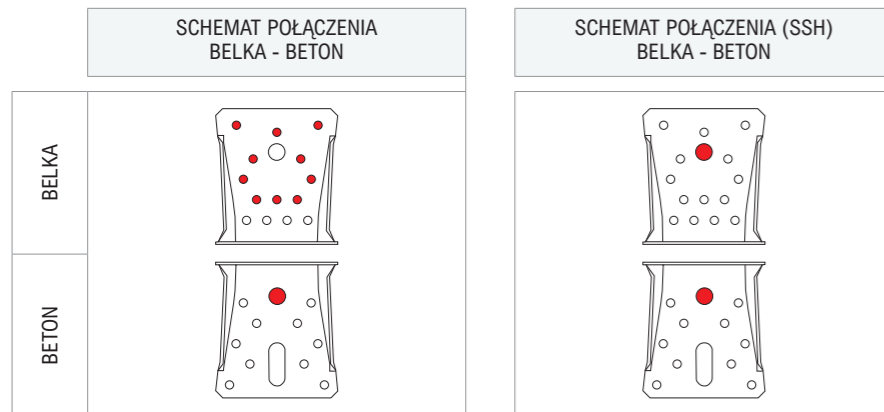 SCHEMAT POŁĄCZENIA
BELKA - BETON
SCHEMAT POŁĄCZENIA (SSH)
BELKA - BETON
BELKA
BETON